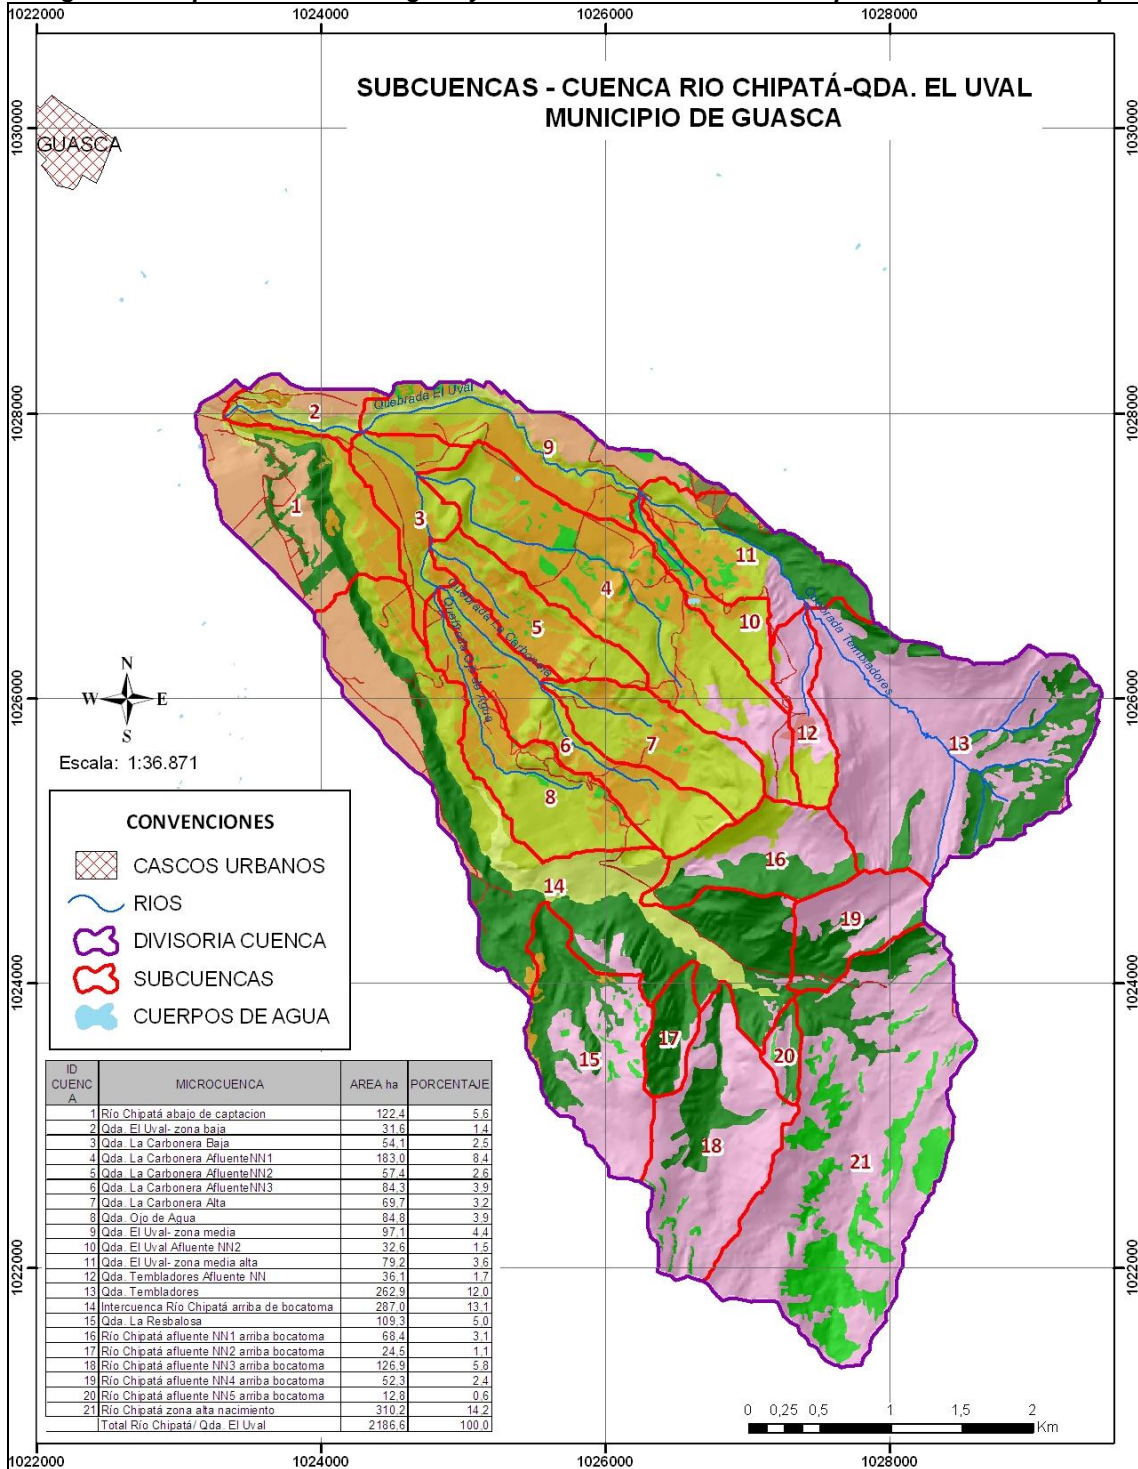 1022000 1024000 1026000 1028000
SUBCUENCAS - CUENCA RIO CHIPATÁ-QDA. EL UVAL
MUNICIPIO DE GUASCA
1030000 1030000
GUASCA
1028000 1028000
Quebrada El Uval
2
9
1
3
11
4
10
5
Quebrada La Carbonera
Quebrada Ojo de Agua
Quebrada Tembladores
1026000 1026000
N
W E
S
12
13
6
7
8
Escala: 1:36.871
16
14
19
CONVENCIONES
CASCOS URBANOS
RIOS
DIVISORIA CUENCA
SUBCUENCAS
CUERPOS DE AGUA
1024000 1024000
17
15
20
18
21
1022000 1022000
ID CUENCA MICROCUENCA AREA ha PORCENTAJE
1 Río Chipatá abajo de captacion 122,4 5,6
2 Qda. El Uval- zona baja 31,6 1,4
3 Qda. La Carbonera Baja 54,1 2,5
4 Qda. La Carbonera AfluenteNN1 183,0 8,4
5 Qda. La Carbonera AfluenteNN2 57,4 2,6
6 Qda. La Carbonera AfluenteNN3 84,3 3,9
7 Qda. La Carbonera Alta 69,7 3,2
8 Qda. Ojo de Agua 84,8 3,9
9 Qda. El Uval- zona media 97,1 4,4
10 Qda. El Uval Afluente NN2 32,6 1,5
11 Qda. El Uval- zona media alta 79,2 3,6
12 Qda. Tembladores Afluente NN 36,1 1,7
13 Qda. Tembladores 262,9 12,0
14 Intercuenca Río Chipatá arriba de bocatoma 287,0 13,1
15 Qda. La Resbalosa 109,3 5,0
16 Río Chipatá afluente NN1 arriba bocatoma 68,4 3,1
17 Río Chipatá afluente NN2 arriba bocatoma 24,5 1,1
18 Río Chipatá afluente NN3 arriba bocatoma 126,9 5,8
19 Río Chipatá afluente NN4 arriba bocatoma 52,3 2,4
20 Río Chipatá afluente NN5 arriba bocatoma 12,8 0,6
21 Río Chipatá zona alta nacimiento 310,2 14,2
Total Río Chipatá/ Qda. El Uval 2186,6 100,0
0 0,25 0,5 1 1,5 2
Km
1022000 1024000 1026000 1028000